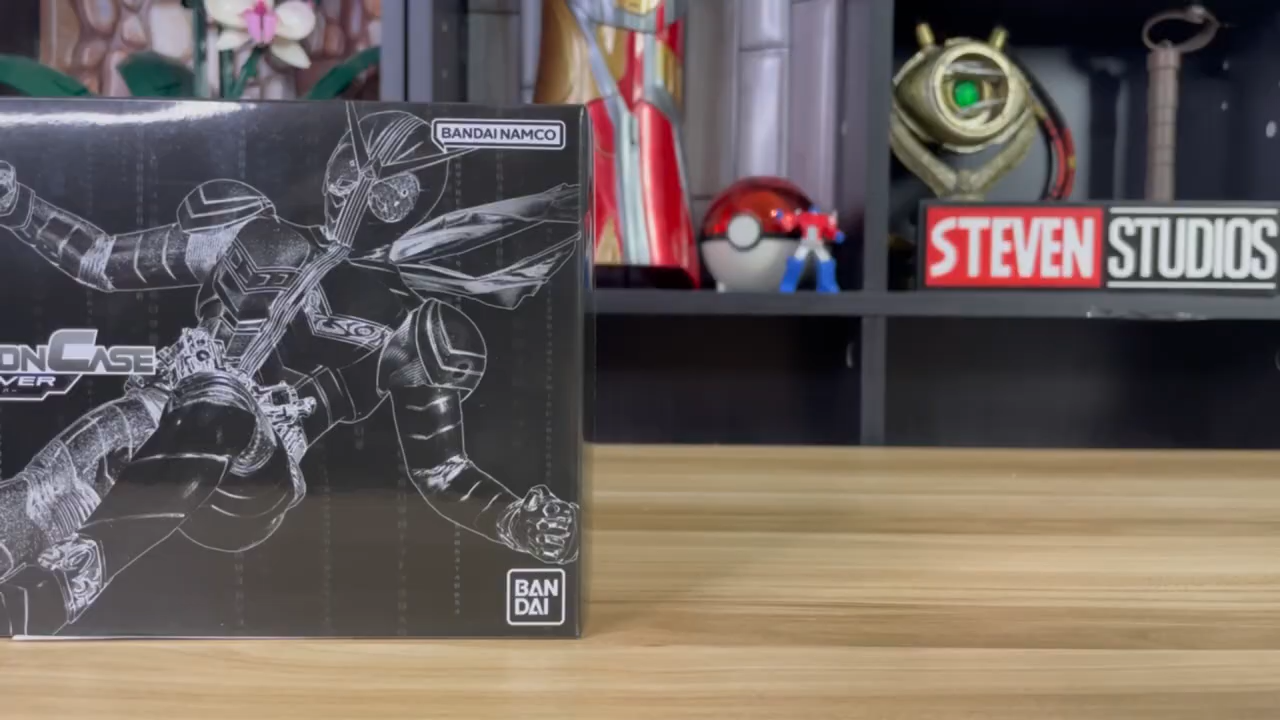 BANDAI NAMCO
STEVEN STUDIOS
ONCASE
VER
BAN
DAI